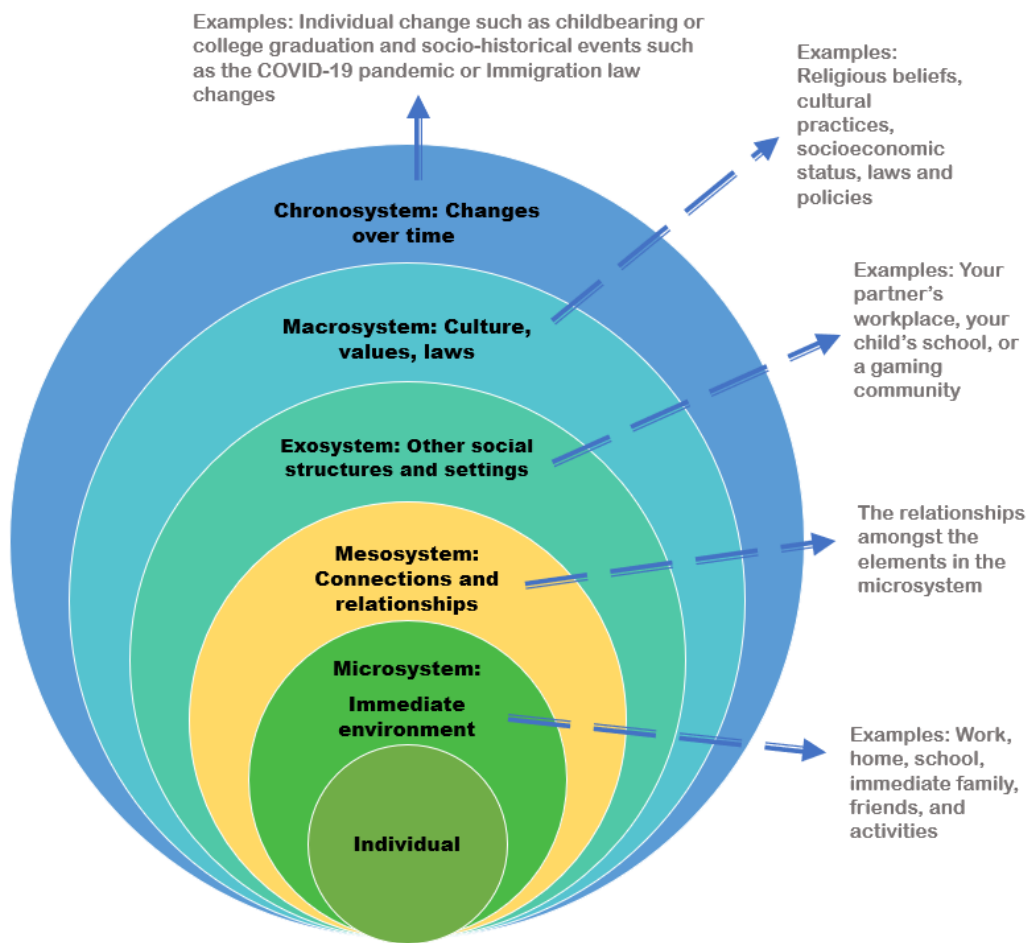 Examples: Individual change such as childbearing or
college graduation and socio-historical events such
as the COVID-19 pandemic or Immigration law
changes
Examples:
Religious beliefs,
cultural
practices,
socioeconomic
status, laws and
policies
Chronosystem: Changes
over time
Examples: Your
partner’s
workplace, your
child’s school, or
a gaming
community
Macrosystem: Culture,
values, laws
Exosystem: Other social
structures and settings
The relationships
amongst the
elements in the
microsystem
Mesosystem:
Connections and
relationships
Microsystem:
Immediate
environment
Examples: Work,
home, school,
immediate family,
friends, and
activities
Individual